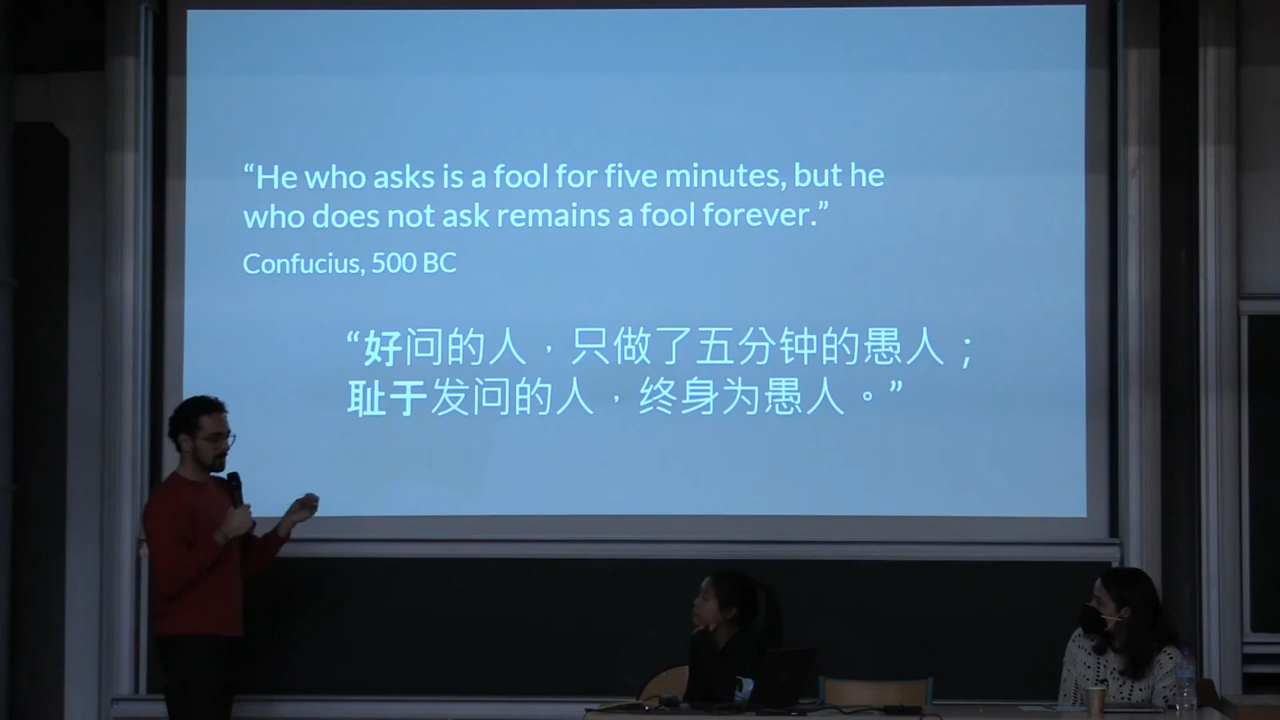 “He who asks is a fool for five minutes, but he
who does not ask remains a fool forever.”
Confucius, 500 BC
“好问的人，只做了五分钟的愚人；
耻于发问的人，终身为愚人。”